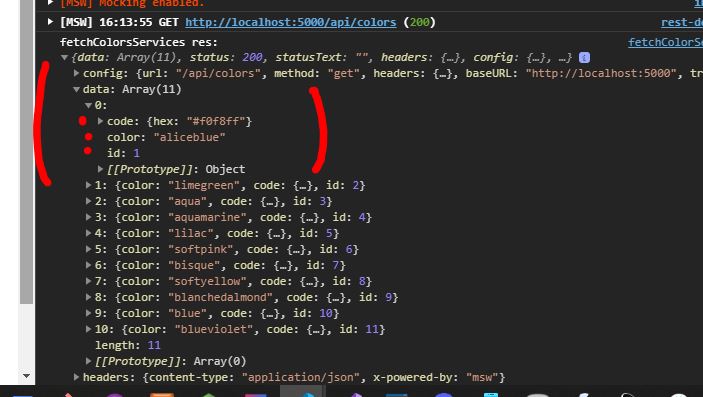 [MSW] Mocking enabled.
[MSW] 16:13:55 GET http://localhost:5000/api/colors (200)
fetchColorsServices res:
{data: Array(11), status: 200, statusText: "", headers: {…}, config: {…}, …}
config: {url: "/api/colors", method: "get", headers: {…}, baseURL: "http://localhost:5000", tr
data: Array(11)
0:
code: {hex: "#f0f8ff"}
color: "aliceblue"
id: 1
[[Prototype]]: Object
1: {color: "limegreen", code: {…}, id: 2}
2: {color: "aqua", code: {…}, id: 3}
3: {color: "aquamarine", code: {…}, id: 4}
4: {color: "lilac", code: {…}, id: 5}
5: {color: "softpink", code: {…}, id: 6}
6: {color: "bisque", code: {…}, id: 7}
7: {color: "softyellow", code: {…}, id: 8}
8: {color: "blanchedalmond", code: {…}, id: 9}
9: {color: "blue", code: {…}, id: 10}
10: {color: "blueviolet", code: {…}, id: 11}
length: 11
[[Prototype]]: Array(0)
headers: {content-type: "application/json", x-powered-by: "msw"}